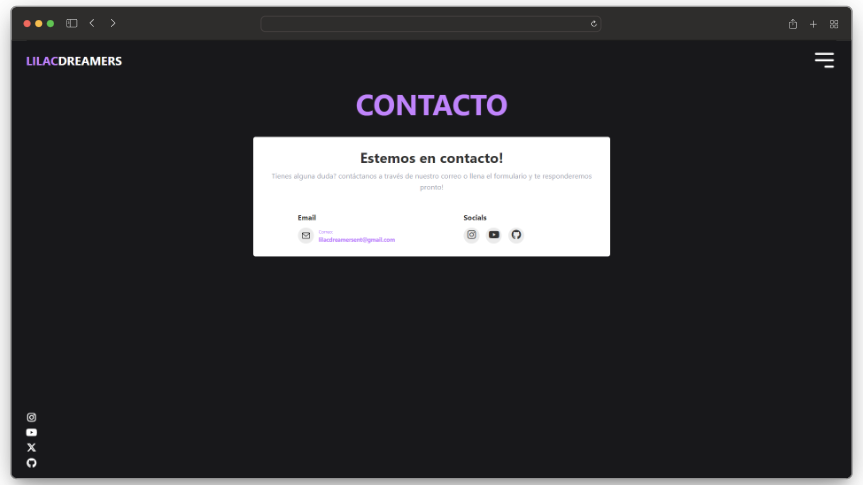 LILACDREAMERS
CONTACTO
Estemos en contacto!
Tienes alguna duda? contáctanos a través de nuestro correo o llena el formulario y te responderemos
pronto!
Email
Socials
Correo
lilacdreamersent@gmail.com